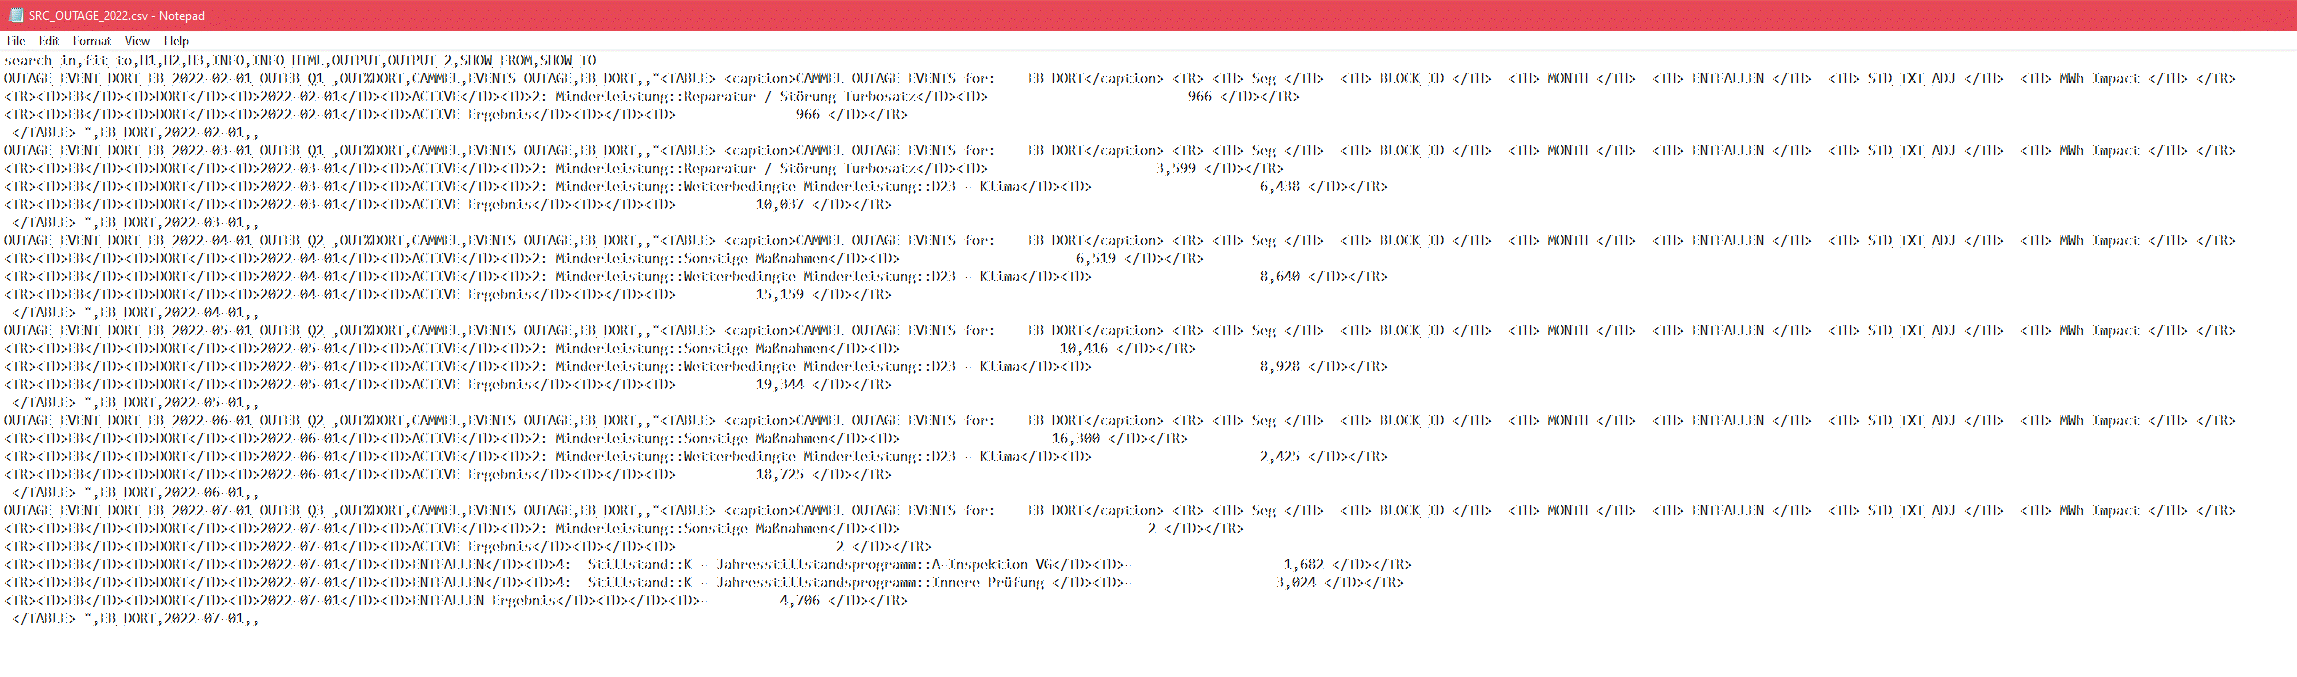 SRC_OUTAGE_2022.csv - Notepad
File Edit Format View Help
search_in,fit_to,H1,H2,H3,INFO,INFO_HTML,OUTPUT,OUTPUT_2,SHOW_FROM,SHOW_TO
OUTAGE_EVENT_DORT_EB_2022-02-01_OUTEB_Q1_,OUT%DORT,CAMMEL,EVENTS OUTAGE,EB_DORT,,"<TABLE> <caption>CAMMEL OUTAGE EVENTS for:    EB_DORT</caption> <TR> <TH> Seg </TH>  <TH> BLOCK_ID </TH>  <TH> MONTH </TH>  <TH> ENTFALLEN </TH>  <TH> STD_TXT_ADJ </TH>  <TH> MWh Impact </TH> </TR>
<TR><TD>EB</TD><TD>DORT</TD><TD>2022-02-01</TD><TD>ACTIVE</TD><TD>2: Minderleistung::Reparatur / Störung Turbosatz</TD><TD> 966 </TD></TR>
<TR><TD>EB</TD><TD>DORT</TD><TD>2022-02-01</TD><TD>ACTIVE Ergebnis</TD><TD></TD><TD> 966 </TD></TR>
</TABLE> ",EB_DORT,2022-02-01,,
OUTAGE_EVENT_DORT_EB_2022-03-01_OUTEB_Q1_,OUT%DORT,CAMMEL,EVENTS OUTAGE,EB_DORT,,"<TABLE> <caption>CAMMEL OUTAGE EVENTS for:    EB_DORT</caption> <TR> <TH> Seg </TH>  <TH> BLOCK_ID </TH>  <TH> MONTH </TH>  <TH> ENTFALLEN </TH>  <TH> STD_TXT_ADJ </TH>  <TH> MWh Impact </TH> </TR>
<TR><TD>EB</TD><TD>DORT</TD><TD>2022-03-01</TD><TD>ACTIVE</TD><TD>2: Minderleistung::Reparatur / Störung Turbosatz</TD><TD> 3,599 </TD></TR>
<TR><TD>EB</TD><TD>DORT</TD><TD>2022-03-01</TD><TD>ACTIVE</TD><TD>2: Minderleistung::Wetterbedingte Minderleistung::D23 - Klima</TD><TD> 6,438 </TD></TR>
<TR><TD>EB</TD><TD>DORT</TD><TD>2022-03-01</TD><TD>ACTIVE Ergebnis</TD><TD></TD><TD> 10,037 </TD></TR>
</TABLE> ",EB_DORT,2022-03-01,,
OUTAGE_EVENT_DORT_EB_2022-04-01_OUTEB_Q2_,OUT%DORT,CAMMEL,EVENTS OUTAGE,EB_DORT,,"<TABLE> <caption>CAMMEL OUTAGE EVENTS for:    EB_DORT</caption> <TR> <TH> Seg </TH>  <TH> BLOCK_ID </TH>  <TH> MONTH </TH>  <TH> ENTFALLEN </TH>  <TH> STD_TXT_ADJ </TH>  <TH> MWh Impact </TH> </TR>
<TR><TD>EB</TD><TD>DORT</TD><TD>2022-04-01</TD><TD>ACTIVE</TD><TD>2: Minderleistung::Sonstige Maßnahmen</TD><TD> 6,519 </TD></TR>
<TR><TD>EB</TD><TD>DORT</TD><TD>2022-04-01</TD><TD>ACTIVE</TD><TD>2: Minderleistung::Wetterbedingte Minderleistung::D23 - Klima</TD><TD> 8,640 </TD></TR>
<TR><TD>EB</TD><TD>DORT</TD><TD>2022-04-01</TD><TD>ACTIVE Ergebnis</TD><TD></TD><TD> 15,159 </TD></TR>
</TABLE> ",EB_DORT,2022-04-01,,
OUTAGE_EVENT_DORT_EB_2022-05-01_OUTEB_Q2_,OUT%DORT,CAMMEL,EVENTS OUTAGE,EB_DORT,,"<TABLE> <caption>CAMMEL OUTAGE EVENTS for:    EB_DORT</caption> <TR> <TH> Seg </TH>  <TH> BLOCK_ID </TH>  <TH> MONTH </TH>  <TH> ENTFALLEN </TH>  <TH> STD_TXT_ADJ </TH>  <TH> MWh Impact </TH> </TR>
<TR><TD>EB</TD><TD>DORT</TD><TD>2022-05-01</TD><TD>ACTIVE</TD><TD>2: Minderleistung::Sonstige Maßnahmen</TD><TD> 10,416 </TD></TR>
<TR><TD>EB</TD><TD>DORT</TD><TD>2022-05-01</TD><TD>ACTIVE</TD><TD>2: Minderleistung::Wetterbedingte Minderleistung::D23 - Klima</TD><TD> 8,928 </TD></TR>
<TR><TD>EB</TD><TD>DORT</TD><TD>2022-05-01</TD><TD>ACTIVE Ergebnis</TD><TD></TD><TD> 19,344 </TD></TR>
</TABLE> ",EB_DORT,2022-05-01,,
OUTAGE_EVENT_DORT_EB_2022-06-01_OUTEB_Q2_,OUT%DORT,CAMMEL,EVENTS OUTAGE,EB_DORT,,"<TABLE> <caption>CAMMEL OUTAGE EVENTS for:    EB_DORT</caption> <TR> <TH> Seg </TH>  <TH> BLOCK_ID </TH>  <TH> MONTH </TH>  <TH> ENTFALLEN </TH>  <TH> STD_TXT_ADJ </TH>  <TH> MWh Impact </TH> </TR>
<TR><TD>EB</TD><TD>DORT</TD><TD>2022-06-01</TD><TD>ACTIVE</TD><TD>2: Minderleistung::Sonstige Maßnahmen</TD><TD> 16,300 </TD></TR>
<TR><TD>EB</TD><TD>DORT</TD><TD>2022-06-01</TD><TD>ACTIVE</TD><TD>2: Minderleistung::Wetterbedingte Minderleistung::D23 - Klima</TD><TD> 2,425 </TD></TR>
<TR><TD>EB</TD><TD>DORT</TD><TD>2022-06-01</TD><TD>ACTIVE Ergebnis</TD><TD></TD><TD> 18,725 </TD></TR>
</TABLE> ",EB_DORT,2022-06-01,,
OUTAGE_EVENT_DORT_EB_2022-07-01_OUTEB_Q3_,OUT%DORT,CAMMEL,EVENTS OUTAGE,EB_DORT,,"<TABLE> <caption>CAMMEL OUTAGE EVENTS for:    EB_DORT</caption> <TR> <TH> Seg </TH>  <TH> BLOCK_ID </TH>  <TH> MONTH </TH>  <TH> ENTFALLEN </TH>  <TH> STD_TXT_ADJ </TH>  <TH> MWh Impact </TH> </TR>
<TR><TD>EB</TD><TD>DORT</TD><TD>2022-07-01</TD><TD>ACTIVE</TD><TD>2: Minderleistung::Sonstige Maßnahmen</TD><TD> 2 </TD></TR>
<TR><TD>EB</TD><TD>DORT</TD><TD>2022-07-01</TD><TD>ACTIVE Ergebnis</TD><TD></TD><TD> 2 </TD></TR>
<TR><TD>EB</TD><TD>DORT</TD><TD>2022-07-01</TD><TD>ENTFALLEN</TD><TD>4:  Stillstand::K - Jahresstillstandsprogramm::A-Inspektion VG</TD><TD>- 1,682 </TD></TR>
<TR><TD>EB</TD><TD>DORT</TD><TD>2022-07-01</TD><TD>ENTFALLEN</TD><TD>4:  Stillstand::K - Jahresstillstandsprogramm::Innere Prüfung </TD><TD>- 3,024 </TD></TR>
<TR><TD>EB</TD><TD>DORT</TD><TD>2022-07-01</TD><TD>ENTFALLEN Ergebnis</TD><TD></TD><TD>- 4,706 </TD></TR>
</TABLE> ",EB_DORT,2022-07-01,,